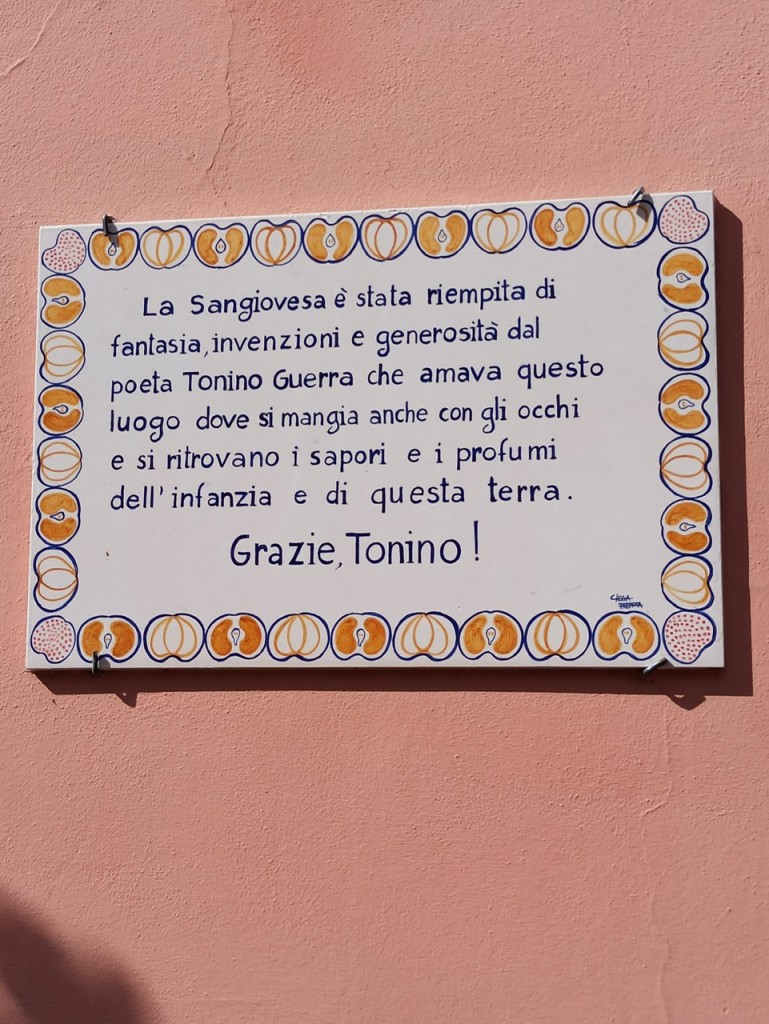 La Sangiovesa è stata riempita di
fantasia, invenzioni e generosità dal
poeta Tonino Guerra che amava questo
luogo dove si mangia anche con gli occhi
e si ritrovano i sapori e i profumi
dell'infanzia e di questa terra.
Grazie, Tonino!